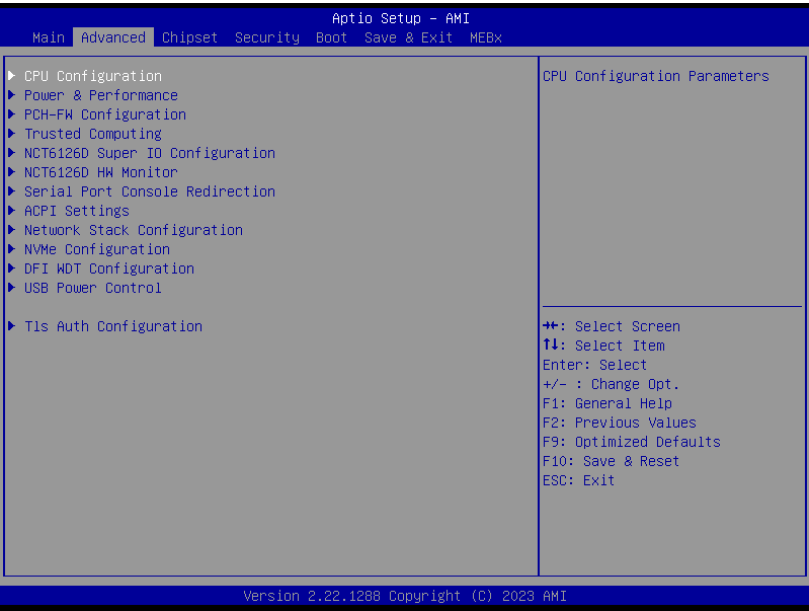 Aptio Setup – AMI
Main Advanced Chipset Security Boot Save & Exit MEBx
▶ CPU Configuration
▶ Power & Performance
▶ PCH-FW Configuration
▶ Trusted Computing
▶ NCT6126D Super IO Configuration
▶ NCT6126D HW Monitor
▶ Serial Port Console Redirection
▶ ACPI Settings
▶ Network Stack Configuration
▶ NVMe Configuration
▶ DFI WDT Configuration
▶ USB Power Control
▶ Tls Auth Configuration
CPU Configuration Parameters
→←: Select Screen
↑↓: Select Item
Enter: Select
+/- : Change Opt.
F1: General Help
F2: Previous Values
F9: Optimized Defaults
F10: Save & Reset
ESC: Exit
Version 2.22.1288 Copyright (C) 2023 AMI